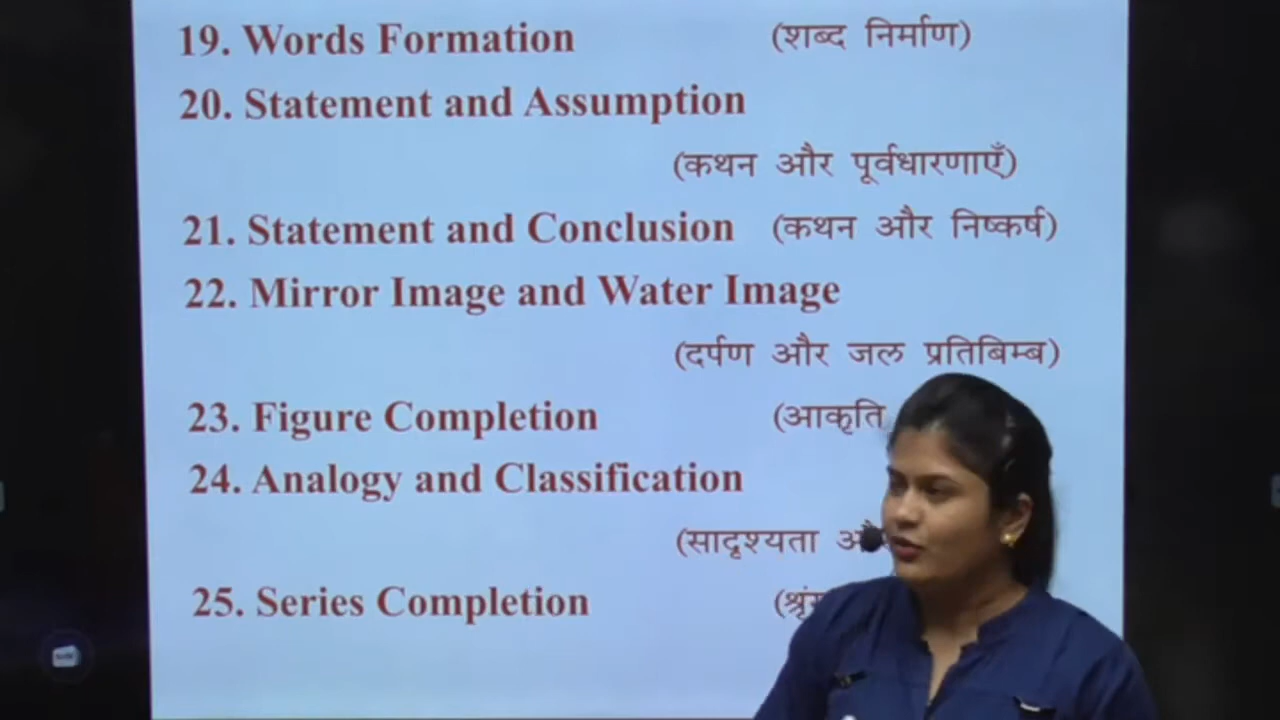 19. Words Formation (शब्द निर्माण)
20. Statement and Assumption
(कथन और पूर्वधारणाएँ)
21. Statement and Conclusion (कथन और निष्कर्ष)
22. Mirror Image and Water Image
(दर्पण और जल प्रतिबिम्ब)
23. Figure Completion (आकृति
24. Analogy and Classification
(सादृश्यता
25. Series Completion